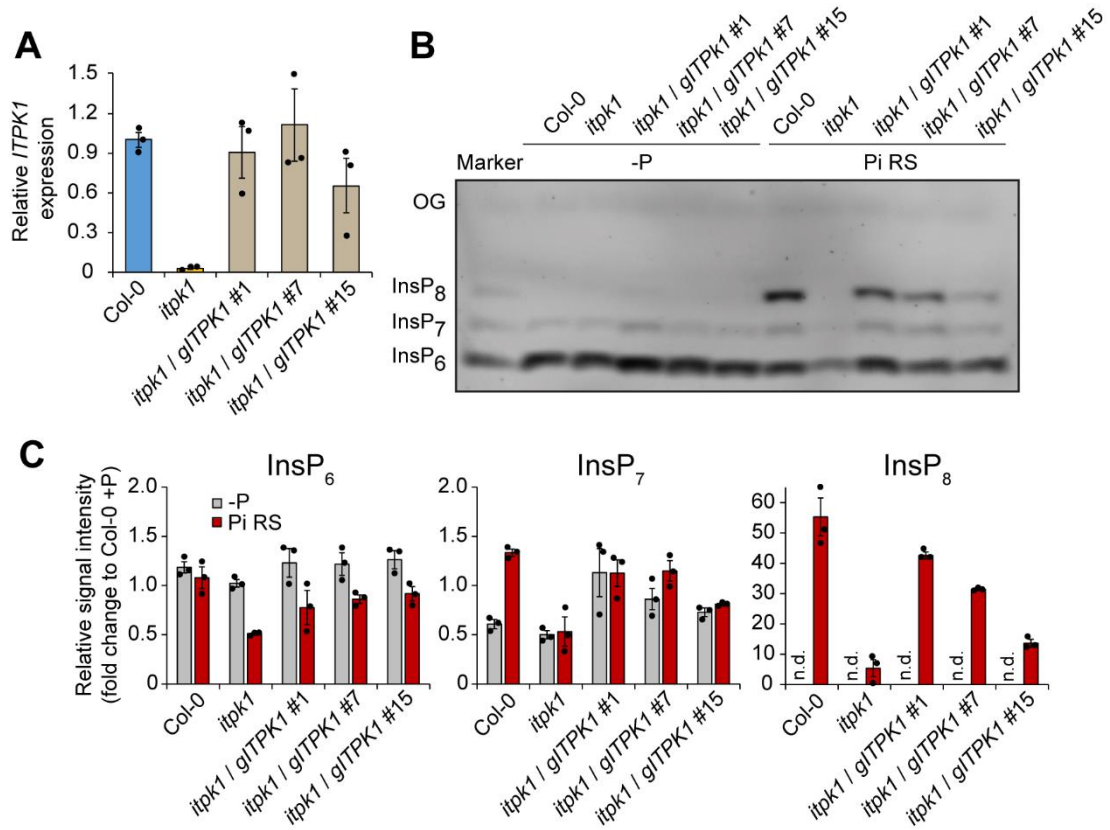 A
Relative ITPK1
expression
1.5
1.2
0.9
0.6
0.3
0
Col-0
itpk1
itpk1 / gITPK1 #1
itpk1 / gITPK1 #7
itpk1 / gITPK1 #15
B
Col-0
itpk1
itpk1 / gITPk1 #1
itpk1 / gITPk1 #7
itpk1 / gITPk1 #15
Col-0
itpk1
itpk1 / gITPk1 #1
itpk1 / gITPk1 #7
itpk1 / gITPk1 #15
Marker
-P
Pi RS
OG
InsP8
InsP7
InsP6
C
Relative signal intensity
(fold change to Col-0 +P)
InsP6
-P
Pi RS
2.0
1.5
1.0
0.5
0
Col-0
itpk1
itpk1 / gITPK1 #1
itpk1 / gITPK1 #7
itpk1 / gITPK1 #15
InsP7
2.0
1.5
1.0
0.5
0
Col-0
itpk1
itpk1 / gITPK1 #1
itpk1 / gITPK1 #7
itpk1 / gITPK1 #15
InsP8
60
50
40
30
20
10
0
n.d.
n.d.
n.d.
n.d.
n.d.
Col-0
itpk1
itpk1 / gITPK1 #1
itpk1 / gITPK1 #7
itpk1 / gITPK1 #15